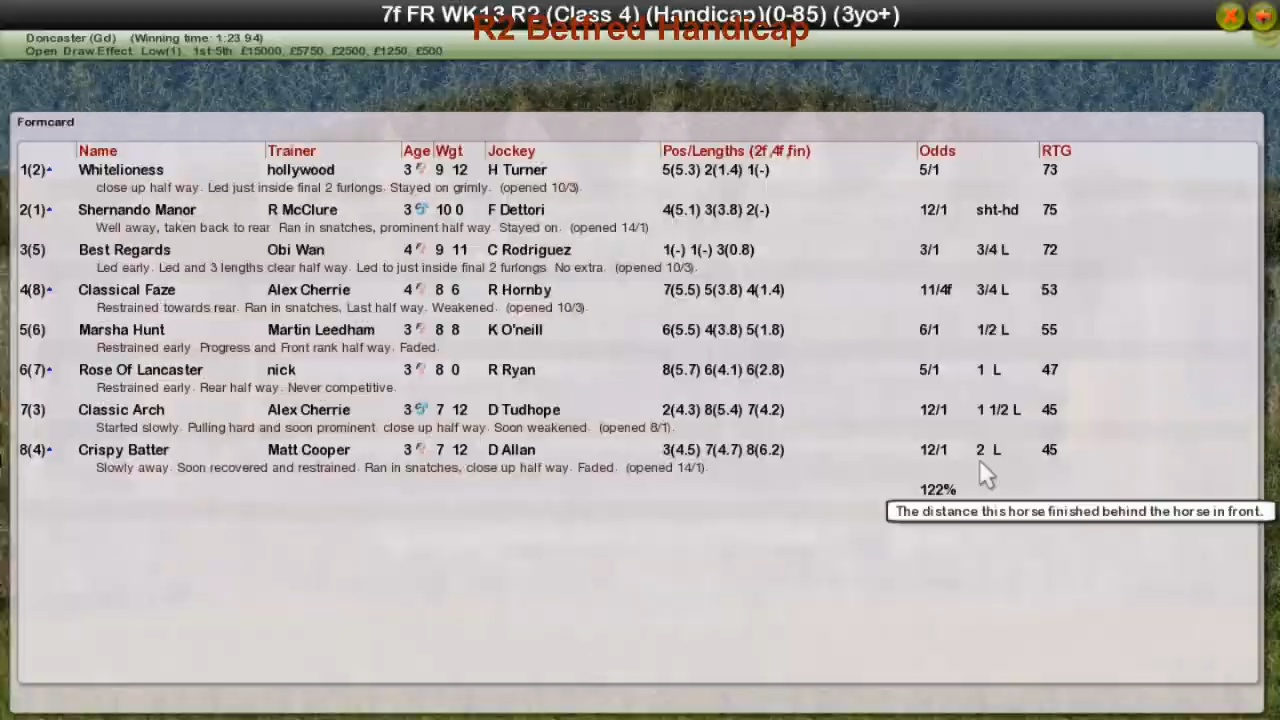 7f FR WK13 R2 (Class 4) (Handicap)(0-85) (3yo+)
R2 Betfred Handicap
Doncaster (Gd) (Winning time: 1:23.94)
Open Draw.Effect. Low(1), 1st:5th. £15000, £5750, £2500, £1250, £500
Formcard
Name Trainer Age Wgt Jockey Pos/Lengths (2f,4f,fin) Odds RTG
1(2) Whitelioness hollywood 3 9 12 H Turner 5(5.3) 2(1.4) 1(-) 5/1 73
close up half way. Led just inside final 2 furlongs. Stayed on grimly. (opened 10/3).
2(1) Shernando Manor R McClure 3 10 0 F Dettori 4(5.1) 3(3.8) 2(-) 12/1 sht-hd 75
Well away, taken back to rear. Ran in snatches, prominent half way. Stayed on. (opened 14/1)
3(5) Best Regards Obi Wan 4 9 11 C Rodriguez 1(-) 1(-) 3(0.8) 3/1 3/4 L 72
Led early. Led and 3 lengths clear half way. Led to just inside final 2 furlongs. No extra. (opened 10/3).
4(8) Classical Faze Alex Cherrie 4 8 6 R Hornby 7(5.5) 5(3.8) 4(1.4) 11/4f 3/4 L 53
Restrained towards rear. Ran in snatches, Last half way. Weakened. (opened 10/3).
5(6) Marsha Hunt Martin Leedham 3 8 8 K O'neill 6(5.5) 4(3.8) 5(1.8) 6/1 1/2 L 55
Restrained early. Progress and Front rank half way. Faded.
6(7) Rose Of Lancaster nick 3 8 0 R Ryan 8(5.7) 6(4.1) 6(2.8) 5/1 1 L 47
Restrained early. Rear half way. Never competitive.
7(3) Classic Arch Alex Cherrie 3 7 12 D Tudhope 2(4.3) 8(5.4) 7(4.2) 12/1 1 1/2 L 45
Started slowly. Pulling hard and soon prominent. close up half way. Soon weakened. (opened 8/1).
8(4) Crispy Batter Matt Cooper 3 7 12 D Allan 3(4.5) 7(4.7) 8(6.2) 12/1 2 L 45
Slowly away. Soon recovered and restrained. Ran in snatches, close up half way. Faded. (opened 14/1).
122%
The distance this horse finished behind the horse in front.